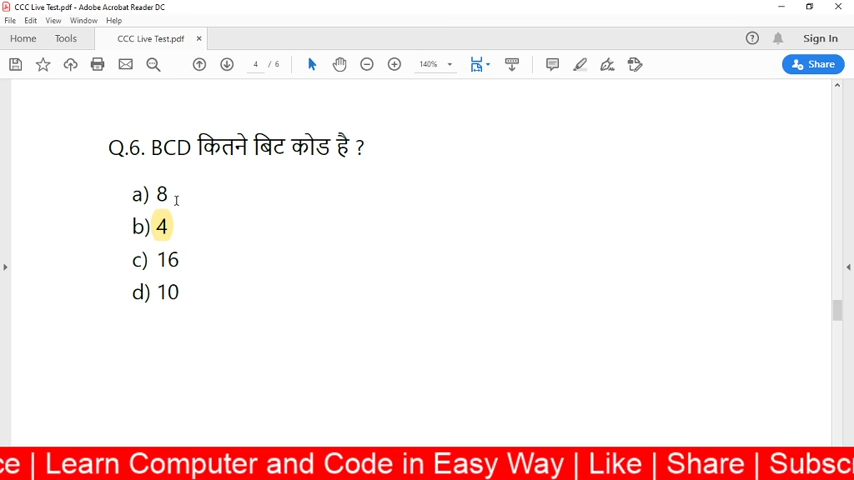 CCC Live Test.pdf - Adobe Acrobat Reader DC
File Edit View Window Help
Home Tools CCC Live Test.pdf × Sign In
4 / 6 140% Share
Q.6. BCD कितने बिट कोड है ?
a) 8
b) 4
c) 16
d) 10
ce | Learn Computer and Code in Easy Way | Like | Share | Subscr